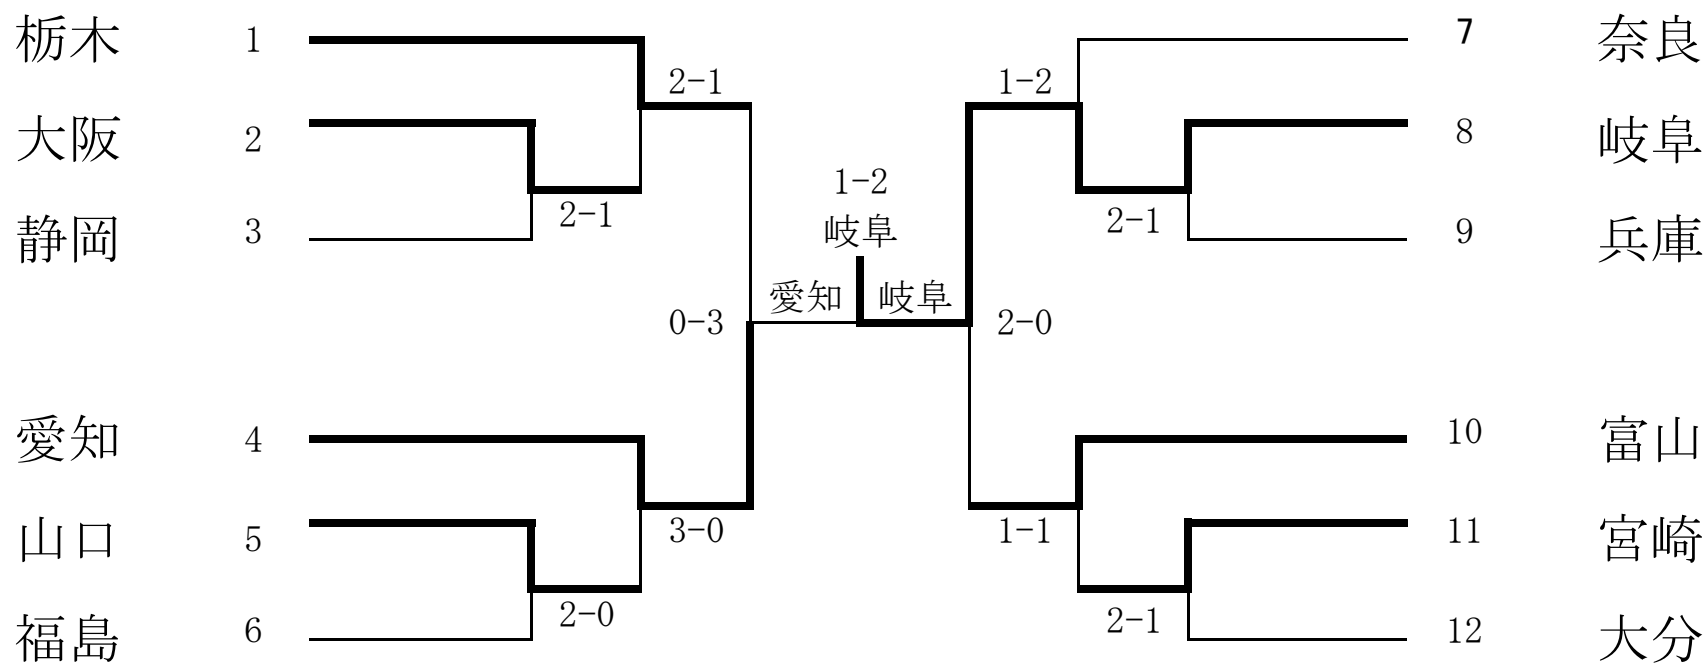 栃木 1
大阪 2
静岡 3
愛知 4
山口 5
福島 6
2-1
2-1
0-3
3-0
2-0
1-2
岐阜
愛知 岐阜
1-2
2-1
2-0
1-1
2-1
7 奈良
8 岐阜
9 兵庫
10 富山
11 宮崎
12 大分